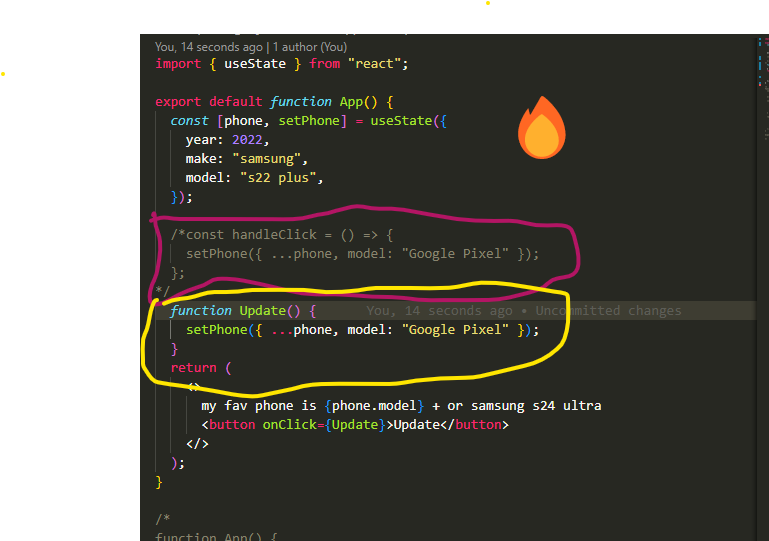 You, 14 seconds ago | 1 author (You)
import { useState } from "react";
export default function App() {
const [phone, setPhone] = useState({
year: 2022,
make: "samsung",
model: "s22 plus",
});
/*const handleClick = () => {
setPhone({ ...phone, model: "Google Pixel" });
};
*/
function Update() { You, 14 seconds ago • Uncommitted changes
setPhone({ ...phone, model: "Google Pixel" });
}
return (
<>
my fav phone is {phone.model} + or samsung s24 ultra
<button onClick={Update}>Update</button>
</>
);
}
/*
function App() {